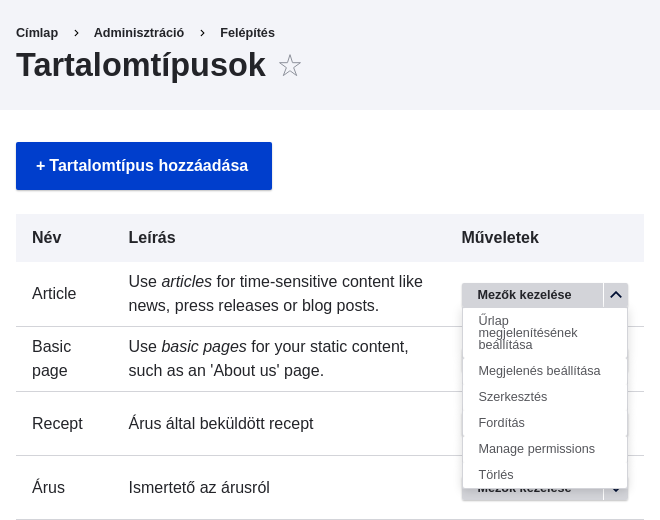 Címlap > Adminisztráció > Felépítés
Tartalomtípusok ☆
+ Tartalomtípus hozzáadása
Név Leírás Műveletek
Article Use articles for time-sensitive content like
news, press releases or blog posts.
Mezők kezelése
Űrlap
megjelenítésének
beállítása
Megjelenés beállítása
Szerkesztés
Fordítás
Manage permissions
Törlés
Basic
page
Use basic pages for your static content,
such as an 'About us' page.
Recept Árus által beküldött recept
Árus Ismertető az árusról
Mezők kezelése